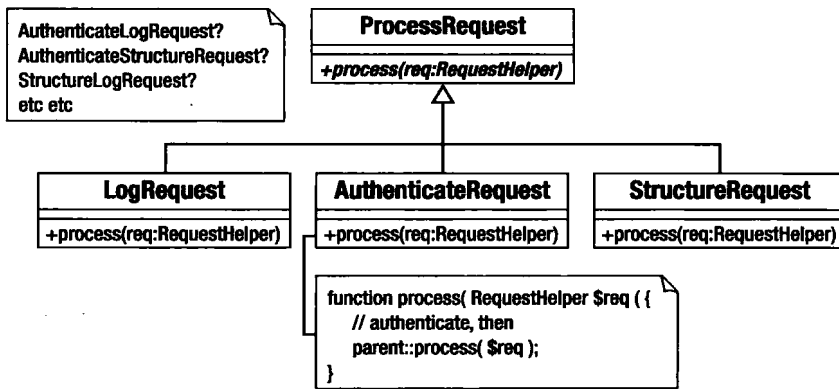 AuthenticateLogRequest?
AuthenticateStructureRequest?
StructureLogRequest?
etc etc
ProcessRequest
+process(req:RequestHelper)
LogRequest
+process(req:RequestHelper)
AuthenticateRequest
+process(req:RequestHelper)
StructureRequest
+process(req:RequestHelper)
function process( RequestHelper $req ( {
// authenticate, then
parent::process( $req );
}